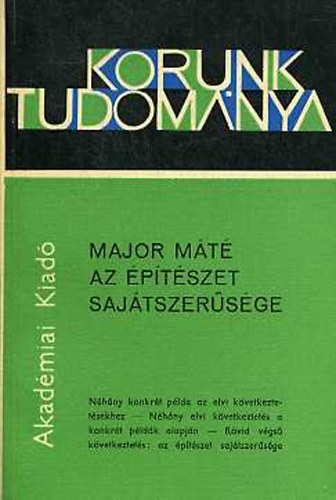 KORUNK
TUDOMÁNYA
Akadémiai Kiadó
MAJOR MÁTÉ
AZ ÉPÍTÉSZET
SAJÁTSZERŰSÉGE
Néhány konkrét példa az elvi következte-
tésekhez — Néhány elvi következtetés a
konkrét példák alapján — Rövid végső
következtetés: az építészet sajátszerűsége